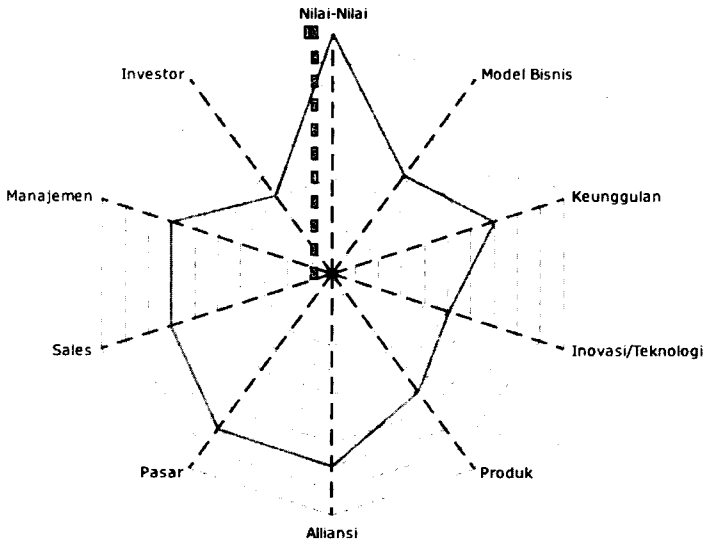 Nilai-Nilai
Investor
Model Bisnis
Manajemen
Keunggulan
Sales
Inovasi/Teknologi
Pasar
Produk
Alliansi